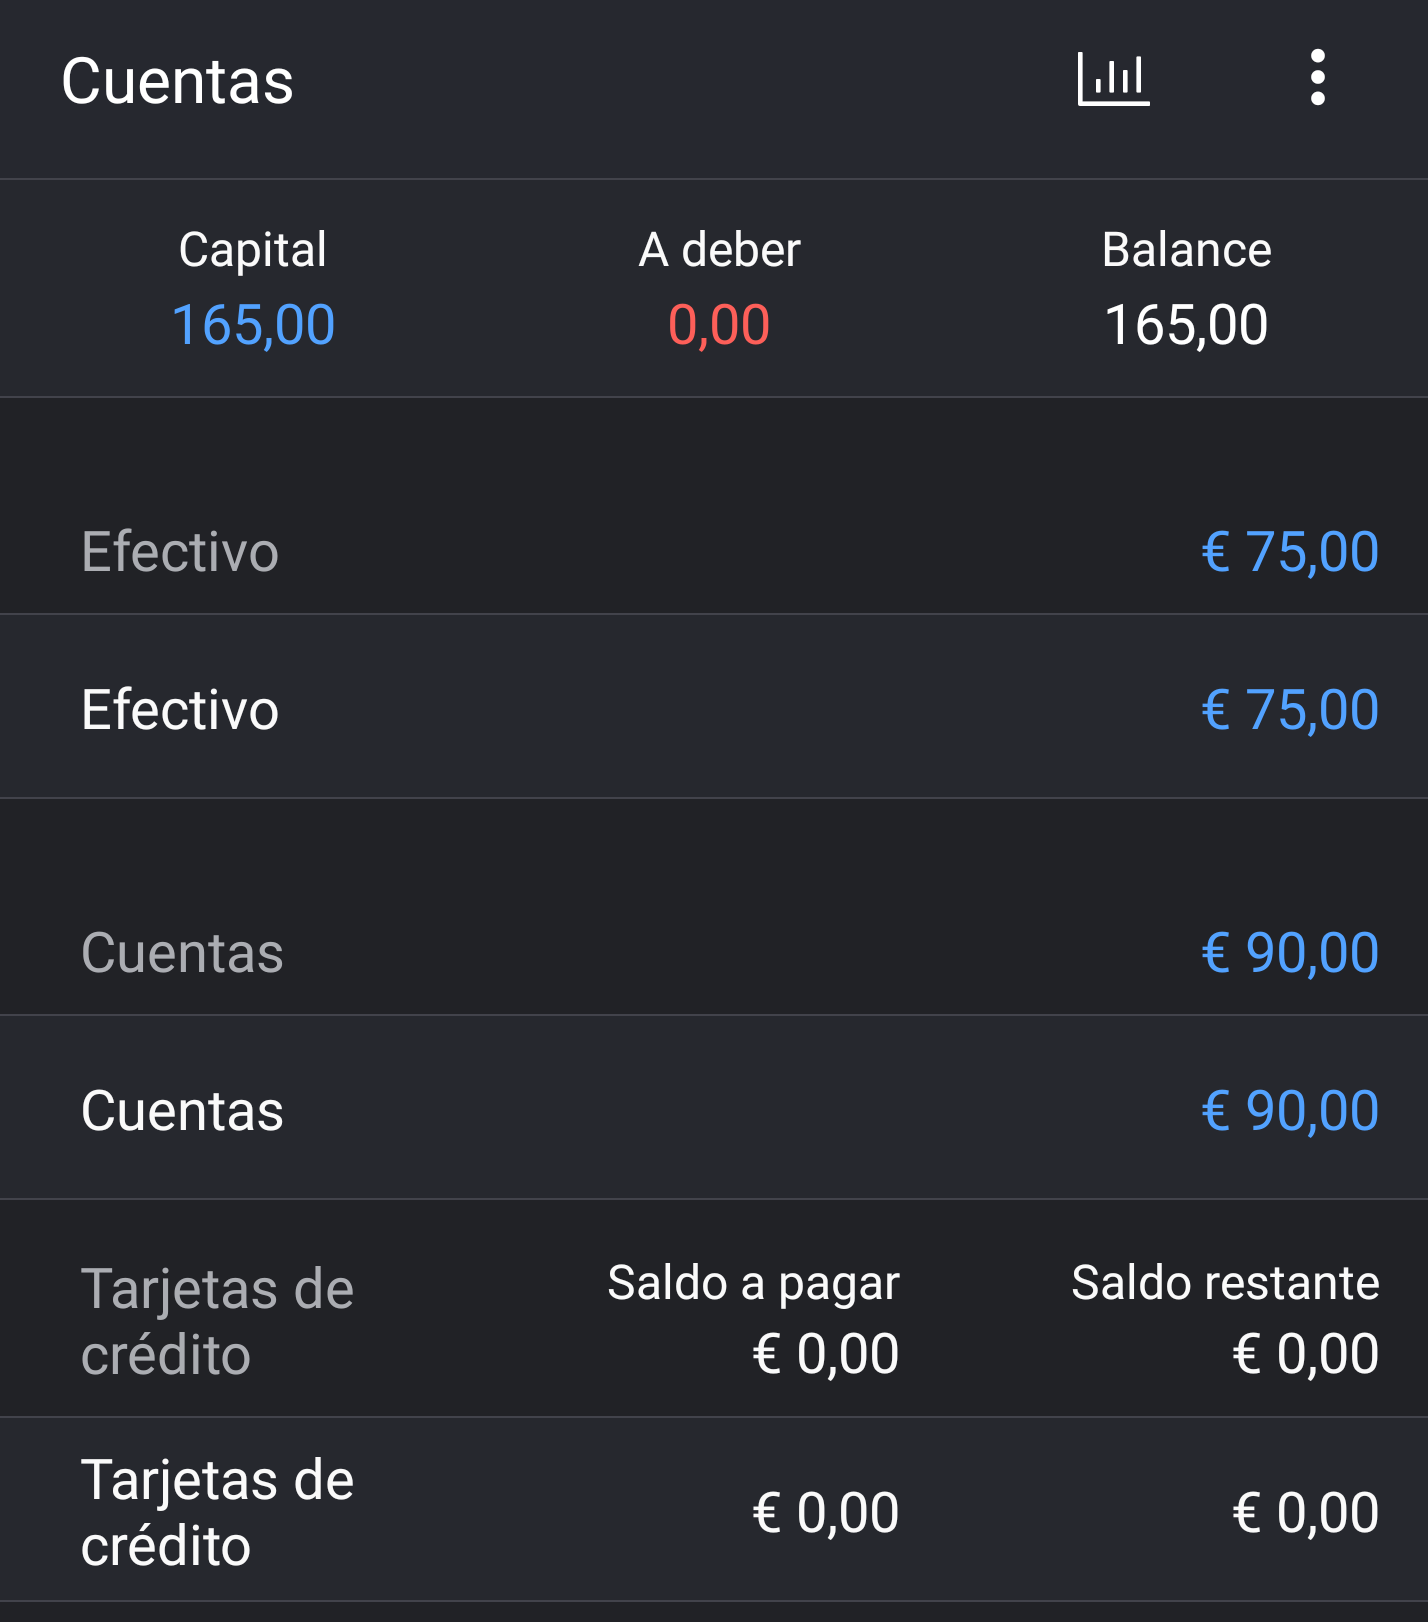 Cuentas
Capital A deber Balance
165,00 0,00 165,00
Efectivo € 75,00
Efectivo € 75,00
Cuentas € 90,00
Cuentas € 90,00
Tarjetas de crédito Saldo a pagar Saldo restante
€ 0,00 € 0,00
Tarjetas de crédito € 0,00 € 0,00